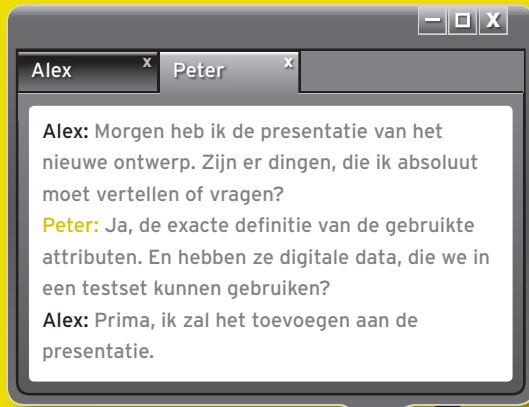 Alex x Peter x
Alex: Morgen heb ik de presentatie van het
nieuwe ontwerp. Zijn er dingen, die ik absoluut
moet vertellen of vragen?
Peter: Ja, de exacte definitie van de gebruikte
attributen. En hebben ze digitale data, die we in
een testset kunnen gebruiken?
Alex: Prima, ik zal het toevoegen aan de
presentatie.